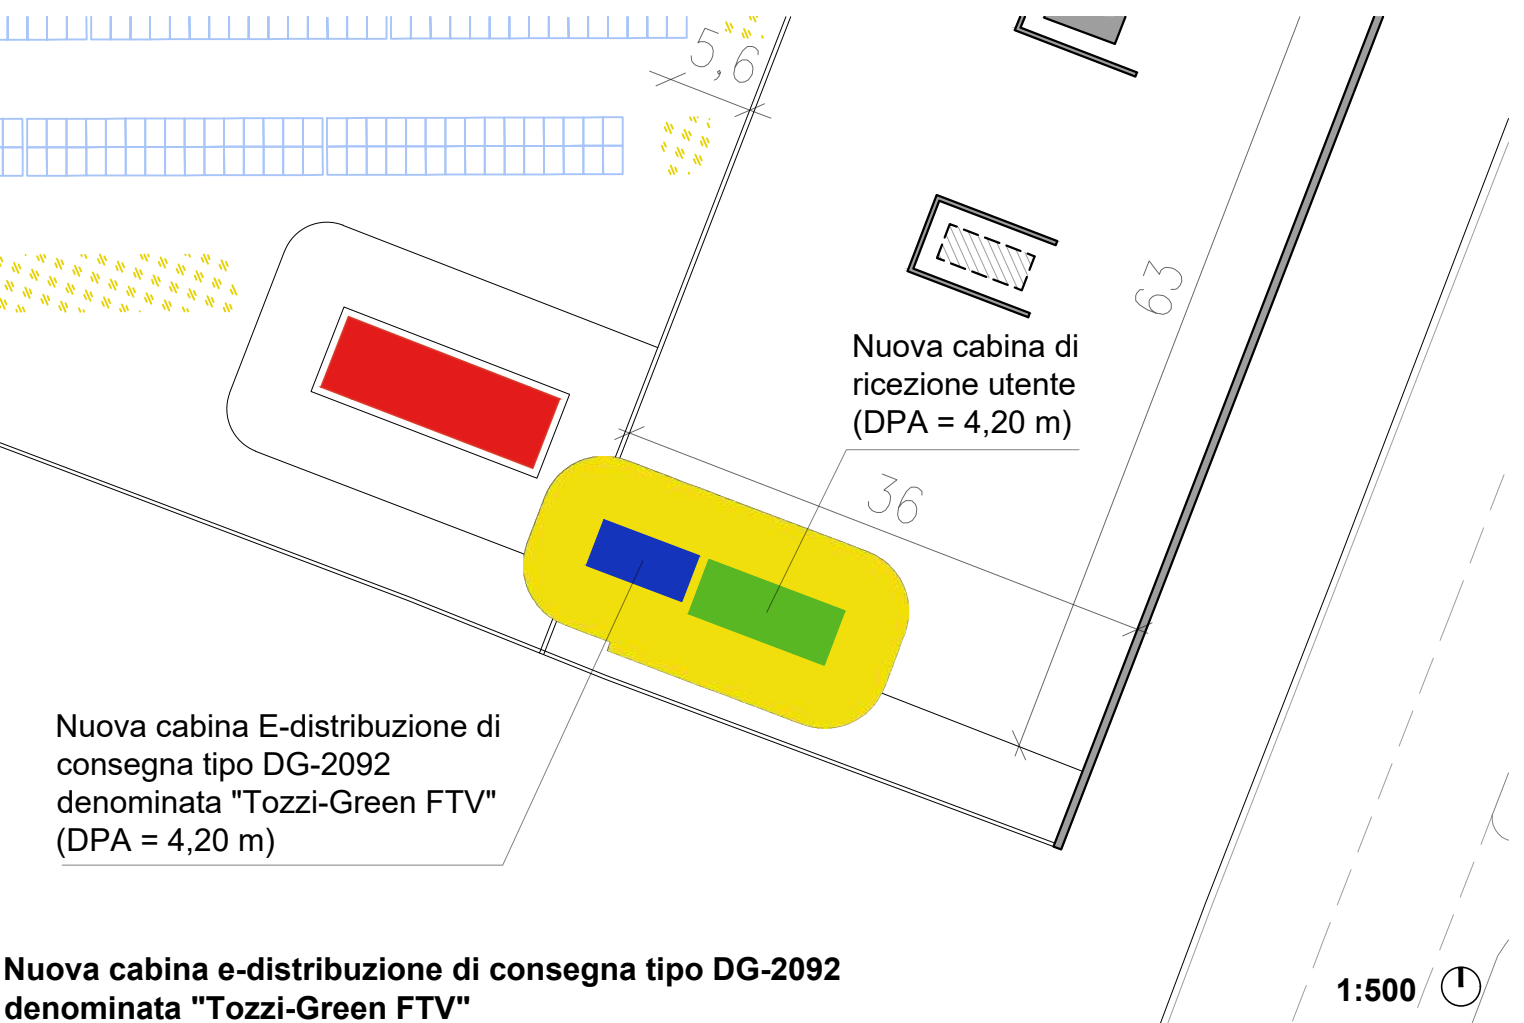 5,6
63
Nuova cabina di
ricezione utente
(DPA = 4,20 m)
36
Nuova cabina E-distribuzione di
consegna tipo DG-2092
denominata "Tozzi-Green FTV"
(DPA = 4,20 m)
Nuova cabina e-distribuzione di consegna tipo DG-2092
denominata "Tozzi-Green FTV"
1:500